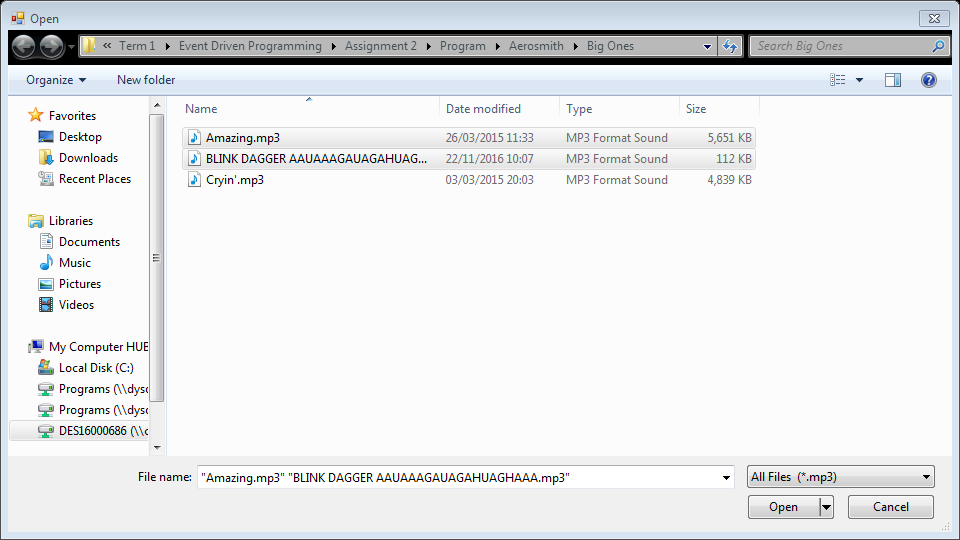 Open
« Term 1 Event Driven Programming Assignment 2 Program Aerosmith Big Ones Search Big Ones
Organize New folder
Favorites
Desktop
Downloads
Recent Places
Libraries
Documents
Music
Pictures
Videos
My Computer HUB
Local Disk (C:)
Programs (\\dysc
Programs (\\dysc
DES16000686 (\\c
Name Date modified Type Size
Amazing.mp3 26/03/2015 11:33 MP3 Format Sound 5,651 KB
BLINK DAGGER AAUAAAGAUAGAHUAG... 22/11/2016 10:07 MP3 Format Sound 112 KB
Cryin'.mp3 03/03/2015 20:03 MP3 Format Sound 4,839 KB
File name: "Amazing.mp3" "BLINK DAGGER AAUAAAGAUAGAHUAGHAAA.mp3" All Files (*.mp3)
Open Cancel